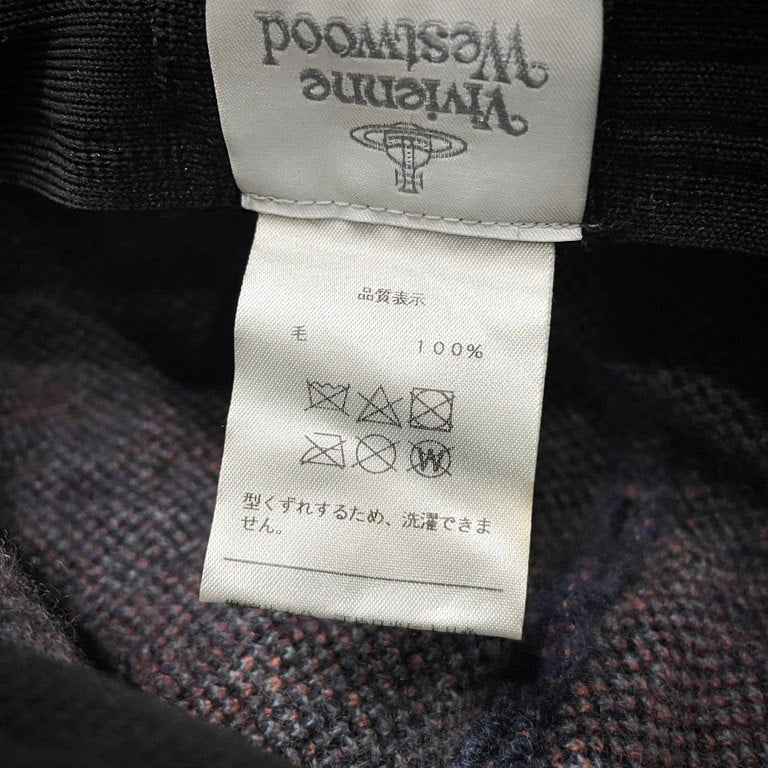 Vivienne
Westwood
品質表示
毛 100%
W
型くずれするため、洗濯できま
せん。